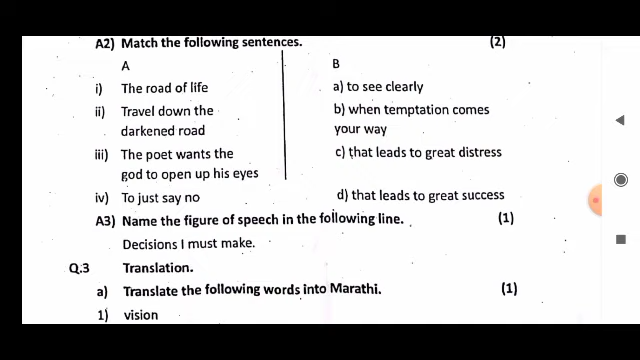 A2) Match the following sentences. (2)
A B
i) The road of life a) to see clearly
ii) Travel down the b) when temptation comes
darkened road your way
iii) The poet wants the c) that leads to great distress
god to open up his eyes
iv) To just say no d) that leads to great success
A3) Name the figure of speech in the following line. (1)
Decisions I must make.
Q.3 Translation.
a) Translate the following words into Marathi. (1)
1) vision